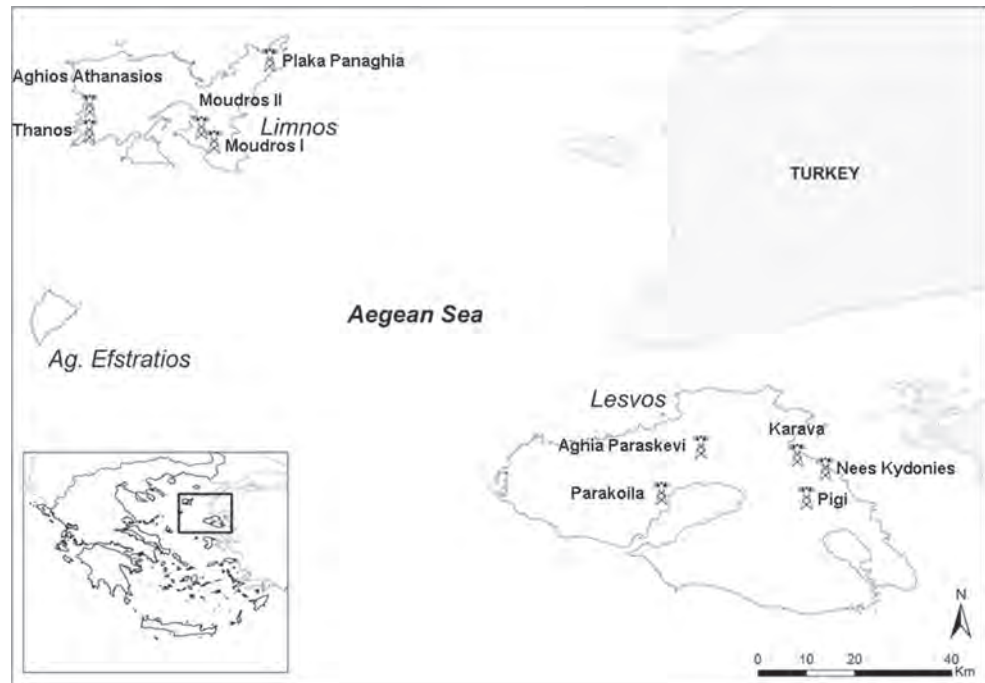 Plaka Panaghia
Aghios Athanasios
Moudros II
Thanos
Limnos
Moudros I
TURKEY
Aegean Sea
Ag. Efstratios
Lesvos
Karava
Aghia Paraskevi
Nees Kydonies
Parakoila
Pigi
N
0 10 20 40
Km